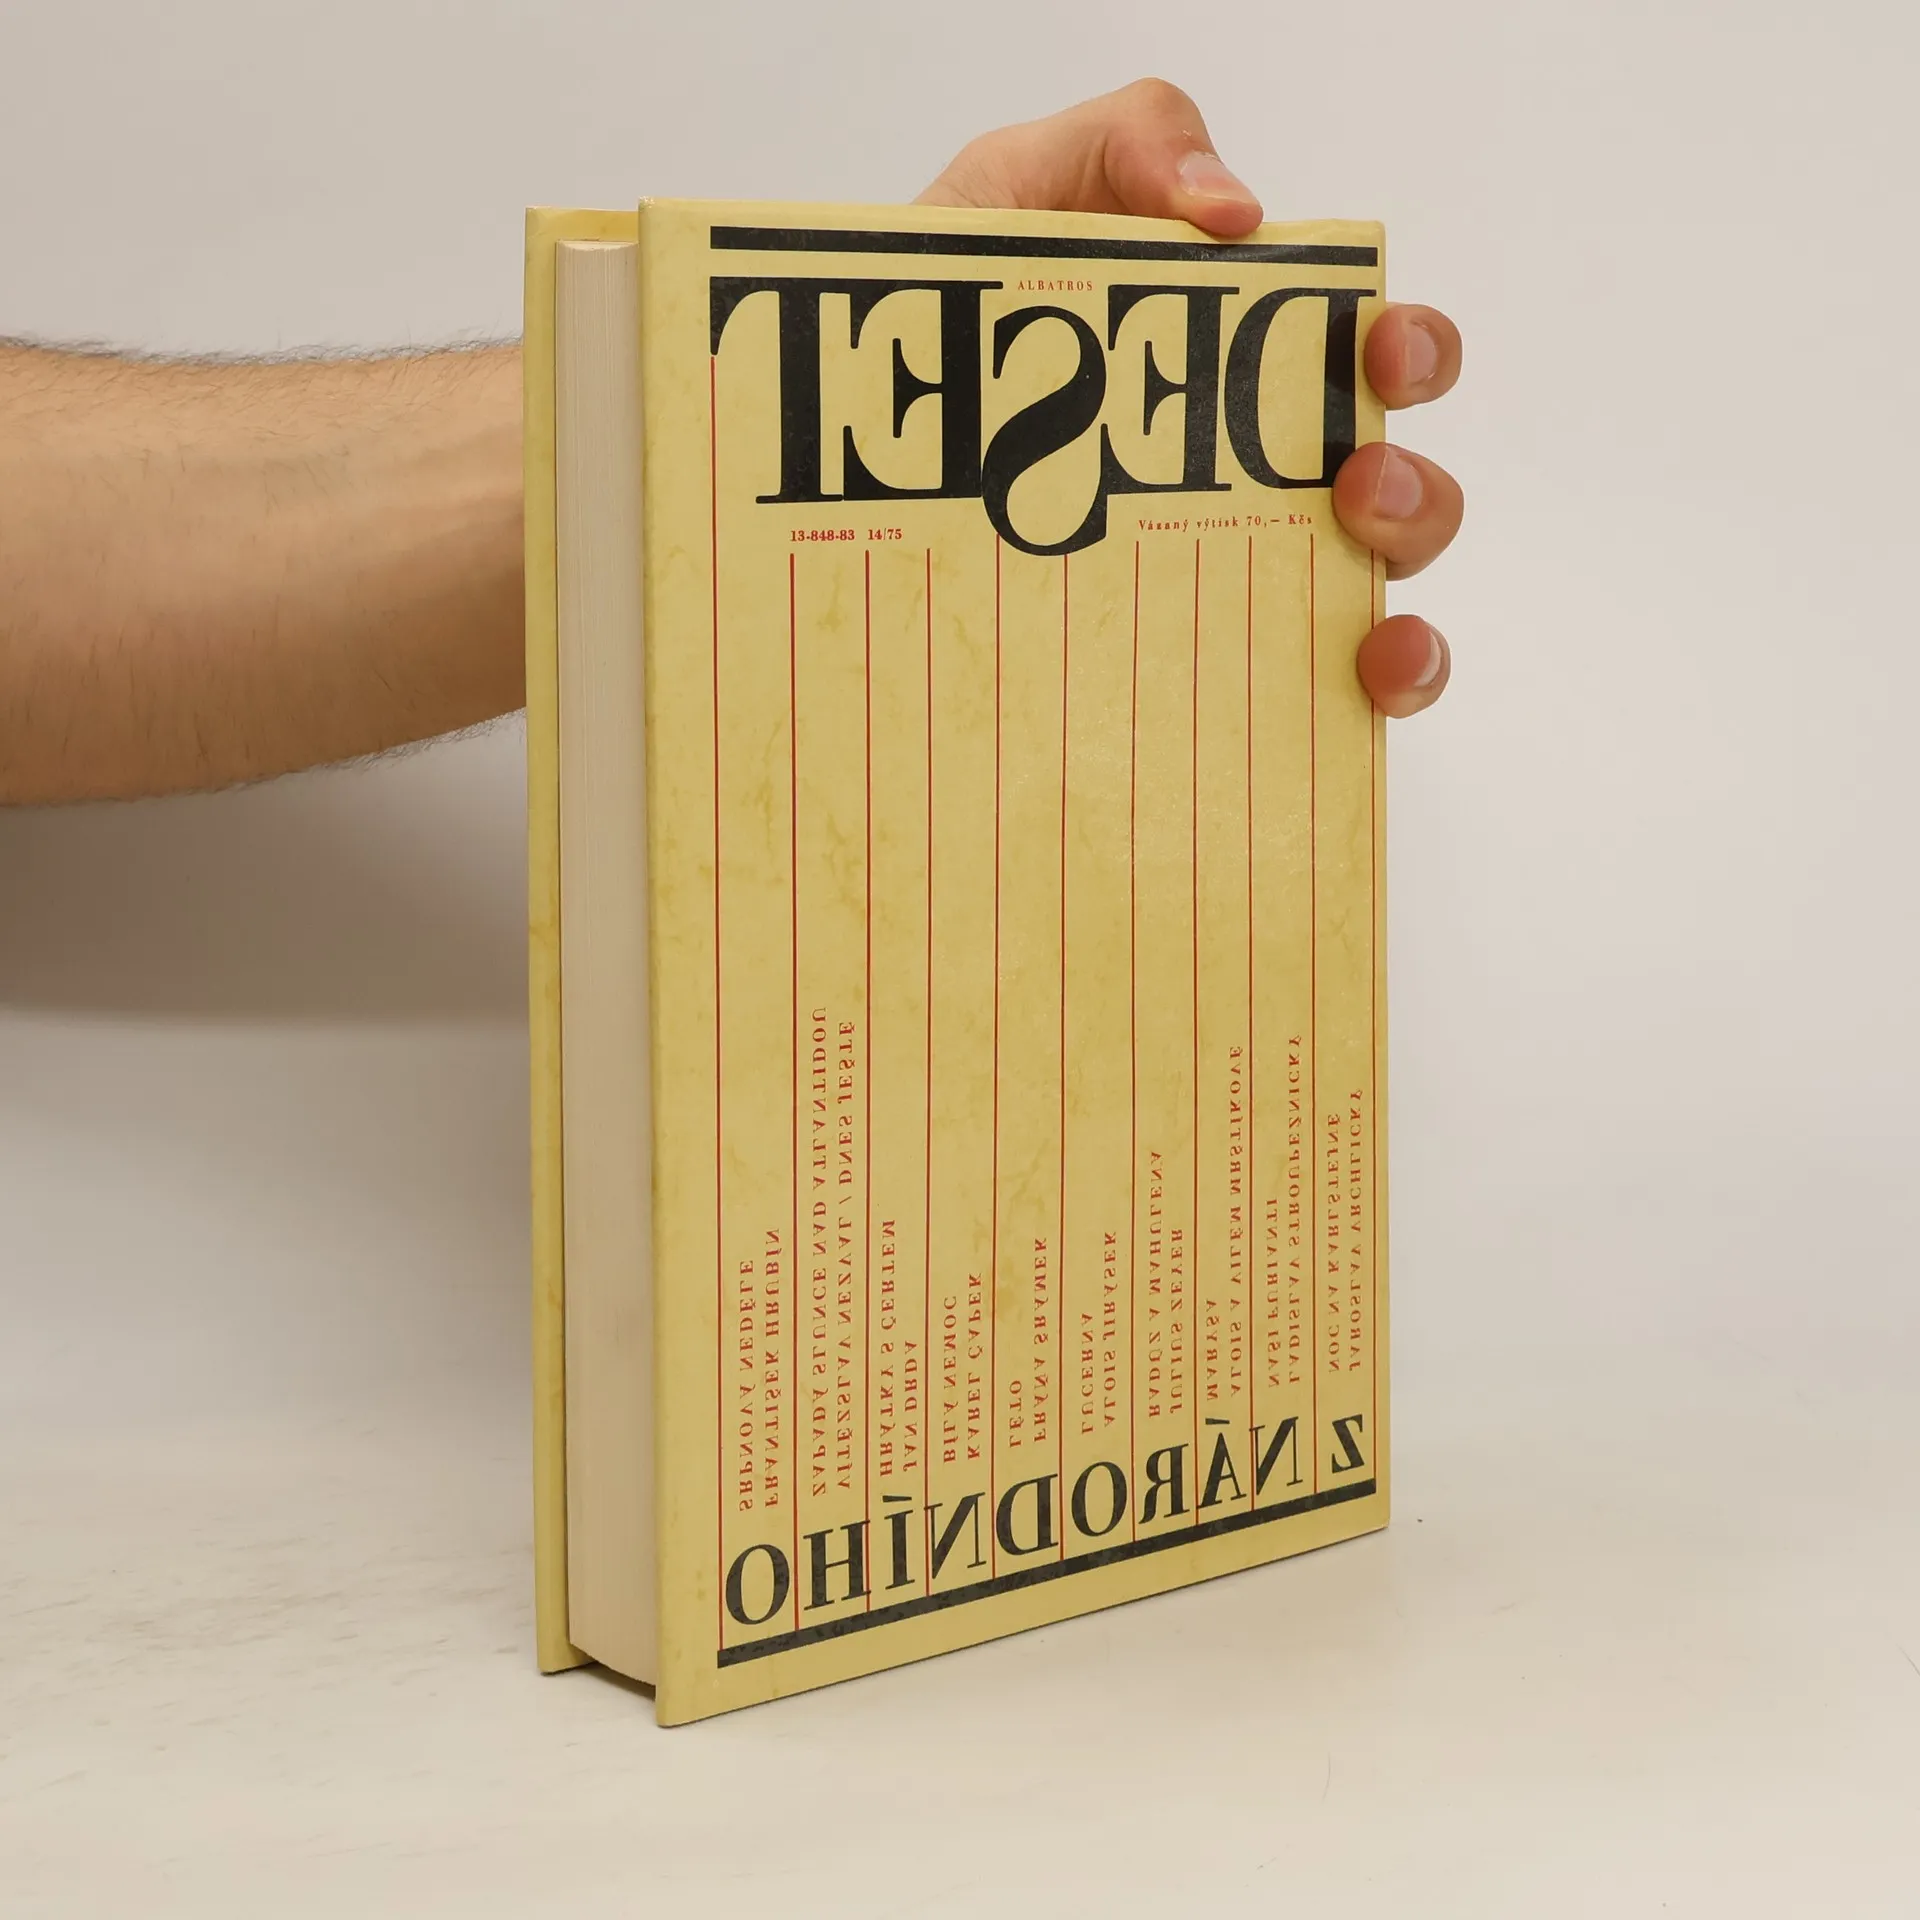 ALBATROS
DESET
13-848-83 14/75
Vázaný výtisk 70,– Kčs
SRPNOVÁ NEDĚLE
FRANTIŠEK HRUBÍN
ZAPADÁ SLUNCE NAD ATLANTIDOU
VÍTĚZSLAV NEZVAL / DNES JEŠTĚ
HRÁTKY S ČERTEM
JAN DRDA
BÍLÁ NEMOC
KAREL ČAPEK
LÉTO
FRÁŇA ŠRÁMEK
LUCERNA
ALOIS JIRÁSEK
RADÚZ A MAHULENA
JULIUS ZEYER
MARYŠA
ALOIS A VILÉM MRŠTÍKOVÉ
NAŠI FURIANTI
LADISLAV STROUPEŽNICKÝ
NOC NA KARLŠTEJNĚ
JAROSLAV VRCHLICKÝ
Z NÁRODNÍHO